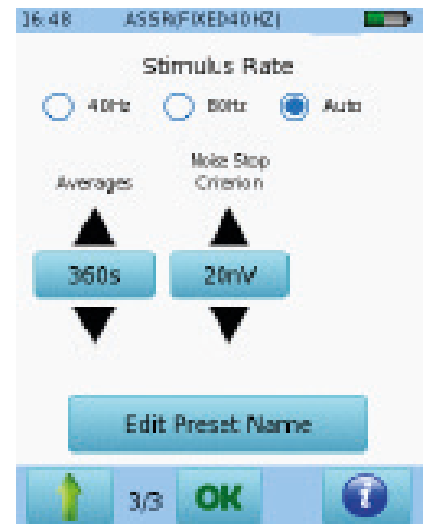 16:48 ASSR(FIXED40HZ)
Stimulus Rate
40Hz 80Hz Auto
Averages
Noise Stop
Criterion
360s 20nV
Edit Preset Name
3/3 OK i